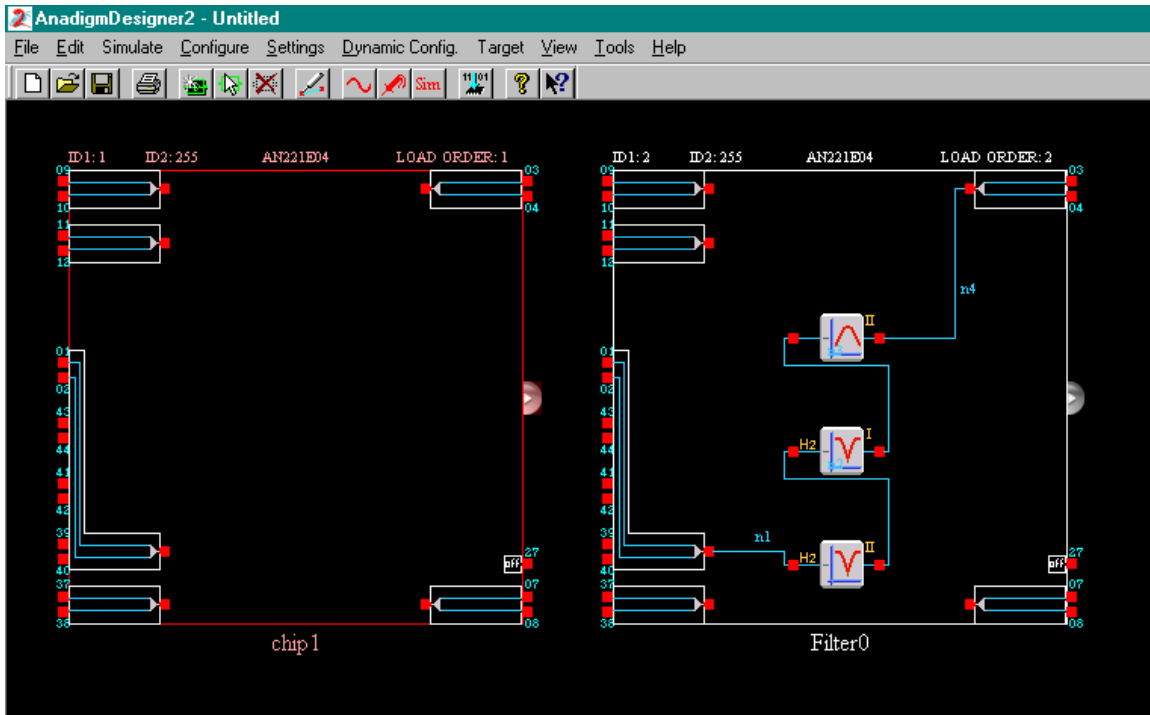 AnadigmDesigner2 - Untitled
File Edit Simulate Configure Settings Dynamic Config. Target View Tools Help
Sim 11 01 ? ?
ID1: 1 ID2: 255 AN221E04 LOAD ORDER: 1
09 03
10 04
11
12
01
02
43
44
41
42
39
40 off 27
37 07
38 08
chip1
ID1: 2 ID2: 255 AN221E04 LOAD ORDER: 2
09 03
10 04
11
12
n4
II
01
n3
02
43
I
44 H2
n2
41
42
39
n1
II
H2
40 off 27
37 07
38 08
Filter0